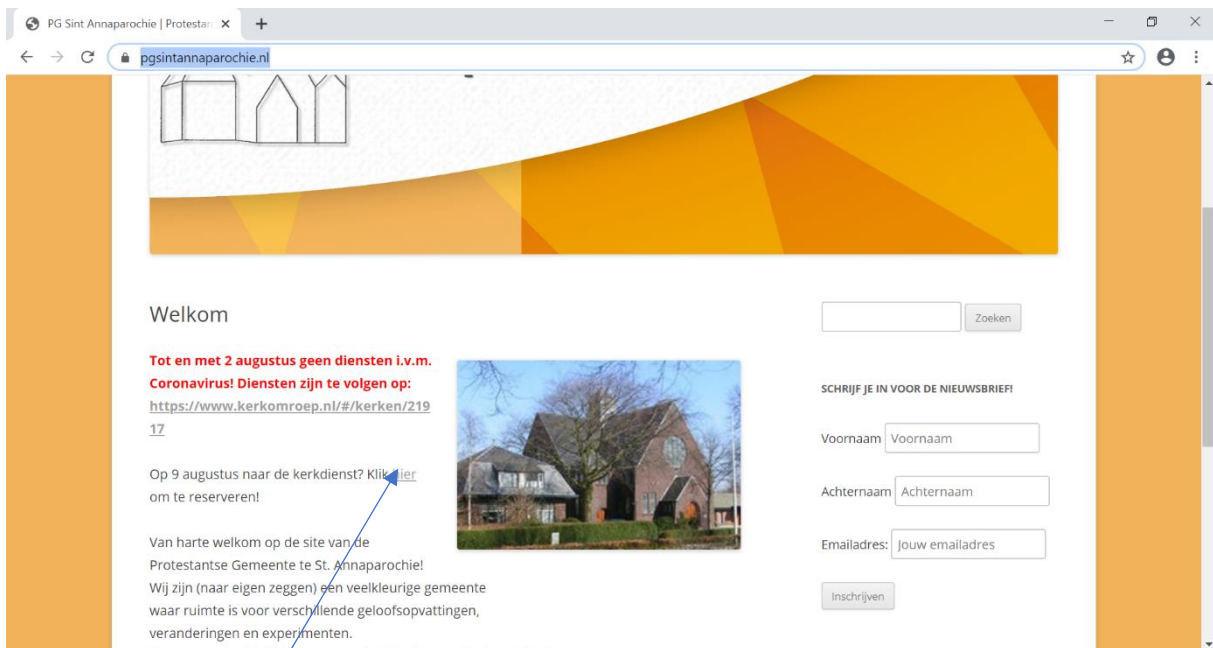 PG Sint Annaparochie | Protestan
pgsintannaparochie.nl
Welkom
Tot en met 2 augustus geen diensten i.v.m.
Coronavirus! Diensten zijn te volgen op:
https://www.kerkomroep.nl/#/kerken/219
17
Op 9 augustus naar de kerkdienst? Klik hier
om te reserveren!
Van harte welkom op de site van de
Protestantse Gemeente te St. Annaparochie!
Wij zijn (naar eigen zeggen) een veelkleurige gemeente
waar ruimte is voor verschillende geloofsopvattingen,
veranderingen en experimenten.
Zoeken
SCHRIJF JE IN VOOR DE NIEUWSBRIEF!
Voornaam Voornaam
Achternaam Achternaam
Emailadres: Jouw emailadres
Inschrijven